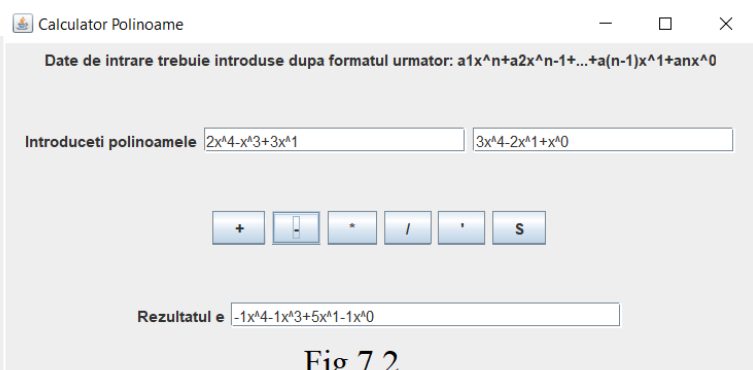 Calculator Polinoame
Date de intrare trebuie introduse dupa formatul urmator: a1x^n+a2x^n-1+...+a(n-1)x^1+anx^0
Introduceti polinoamele 2x^4-x^3+3x^1 3x^4-2x^1+x^0
+ - * / ' S
Rezultatul e -1x^4-1x^3+5x^1-1x^0
Fig 7.2